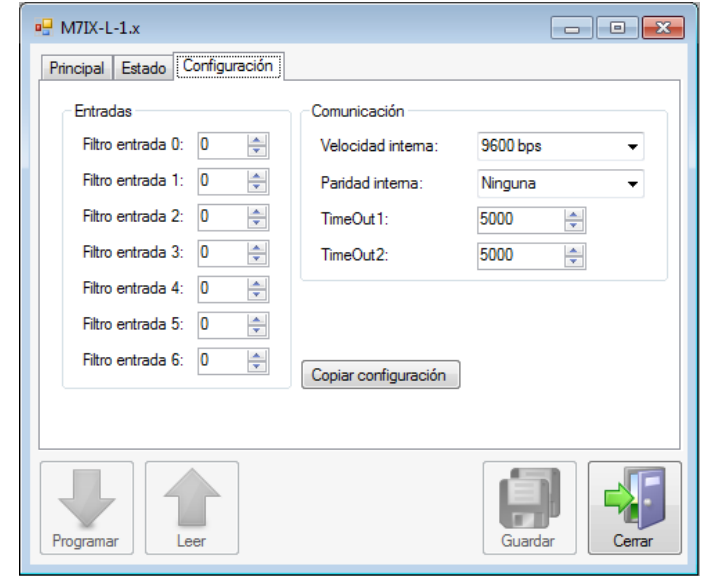 M7IX-L-1.x
Principal Estado Configuración
Entradas
Filtro entrada 0: 0
Filtro entrada 1: 0
Filtro entrada 2: 0
Filtro entrada 3: 0
Filtro entrada 4: 0
Filtro entrada 5: 0
Filtro entrada 6: 0
Comunicación
Velocidad interna: 9600 bps
Paridad interna: Ninguna
TimeOut1: 5000
TimeOut2: 5000
Copiar configuración
Programar Leer Guardar Cerrar